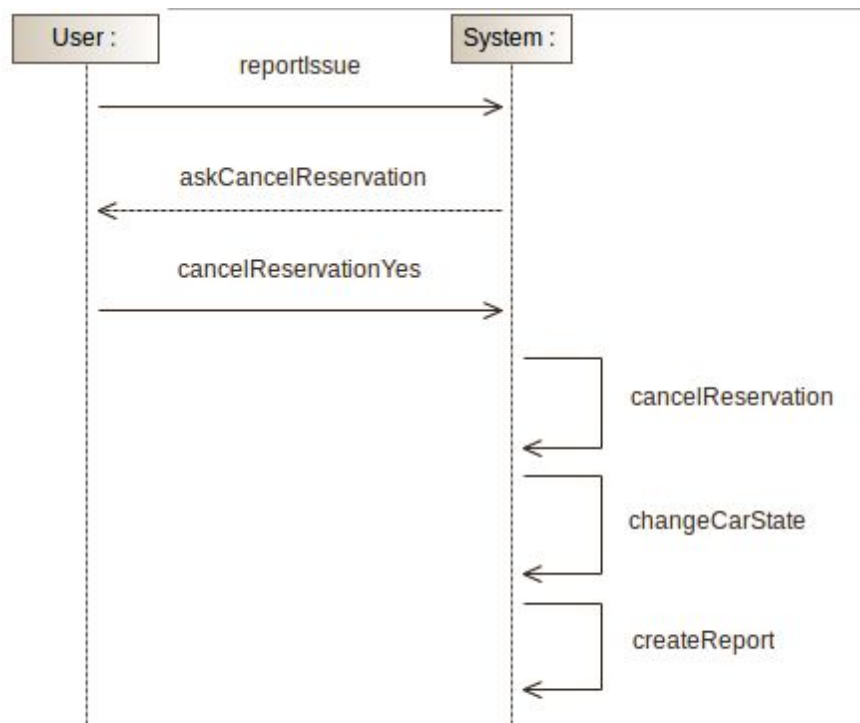 User :
System :
reportIssue
askCancelReservation
cancelReservationYes
cancelReservation
changeCarState
createReport